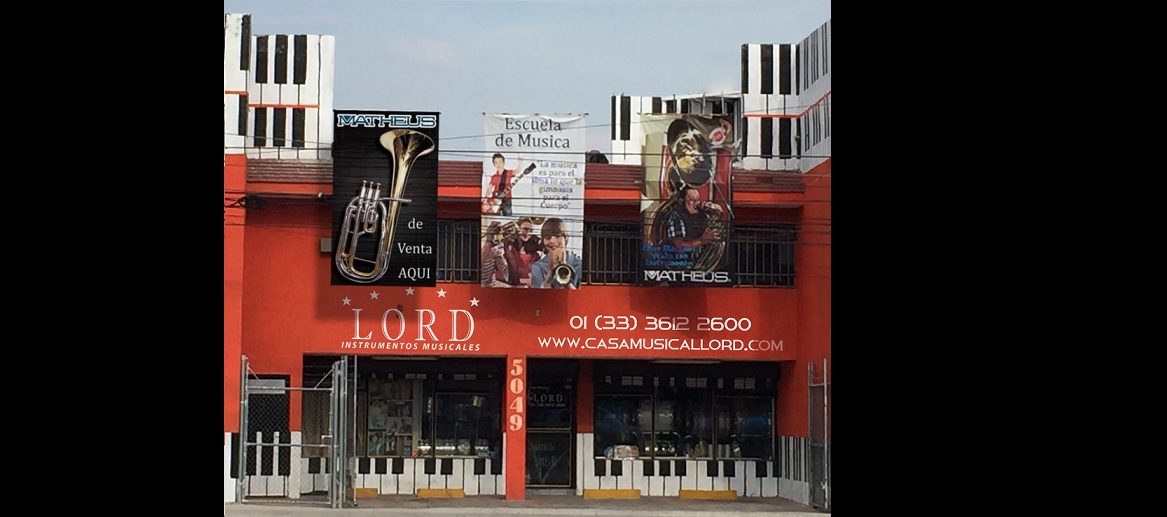 MATHEUS
de
Venta
AQUI
Escuela
de Musica
"La musica
es para el
alma lo que la
gimnasia
para el
Cuerpo"
MATHEUS
LORD
INSTRUMENTOS MUSICALES
01 (33) 3612 2600
WWW.CASAMUSICALLORD.COM
5049
LORD